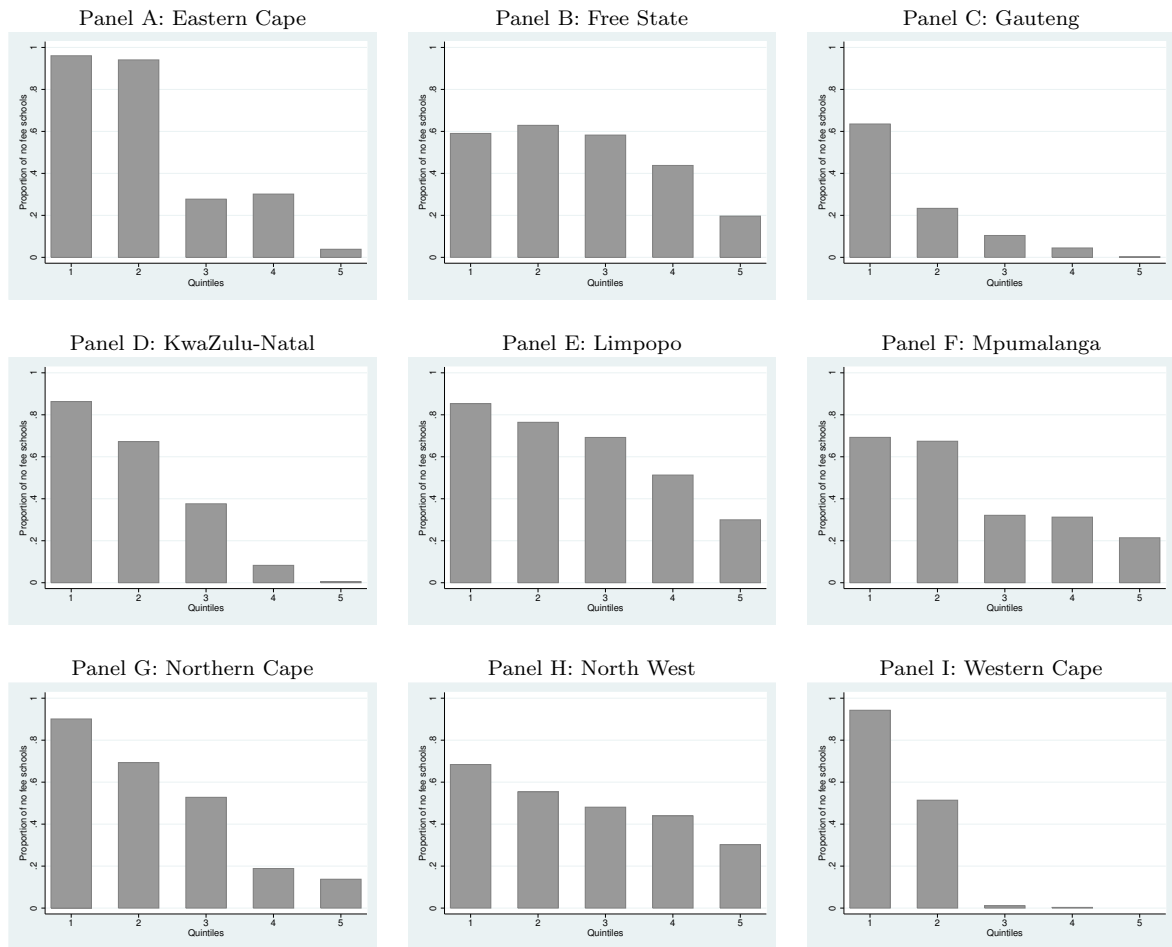 Panel A: Eastern Cape
Proportion of no fee schools
1
.8
.6
.4
.2
0
1 2 3 4 5
Quintiles
Panel B: Free State
Proportion of no fee schools
1
.8
.6
.4
.2
0
1 2 3 4 5
Quintiles
Panel C: Gauteng
Proportion of no fee schools
1
.8
.6
.4
.2
0
1 2 3 4 5
Quintiles
Panel D: KwaZulu-Natal
Proportion of no fee schools
1
.8
.6
.4
.2
0
1 2 3 4 5
Quintiles
Panel E: Limpopo
Proportion of no fee schools
1
.8
.6
.4
.2
0
1 2 3 4 5
Quintiles
Panel F: Mpumalanga
Proportion of no fee schools
1
.8
.6
.4
.2
0
1 2 3 4 5
Quintiles
Panel G: Northern Cape
Proportion of no fee schools
1
.8
.6
.4
.2
0
1 2 3 4 5
Quintiles
Panel H: North West
Proportion of no fee schools
1
.8
.6
.4
.2
0
1 2 3 4 5
Quintiles
Panel I: Western Cape
Proportion of no fee schools
1
.8
.6
.4
.2
0
1 2 3 4 5
Quintiles